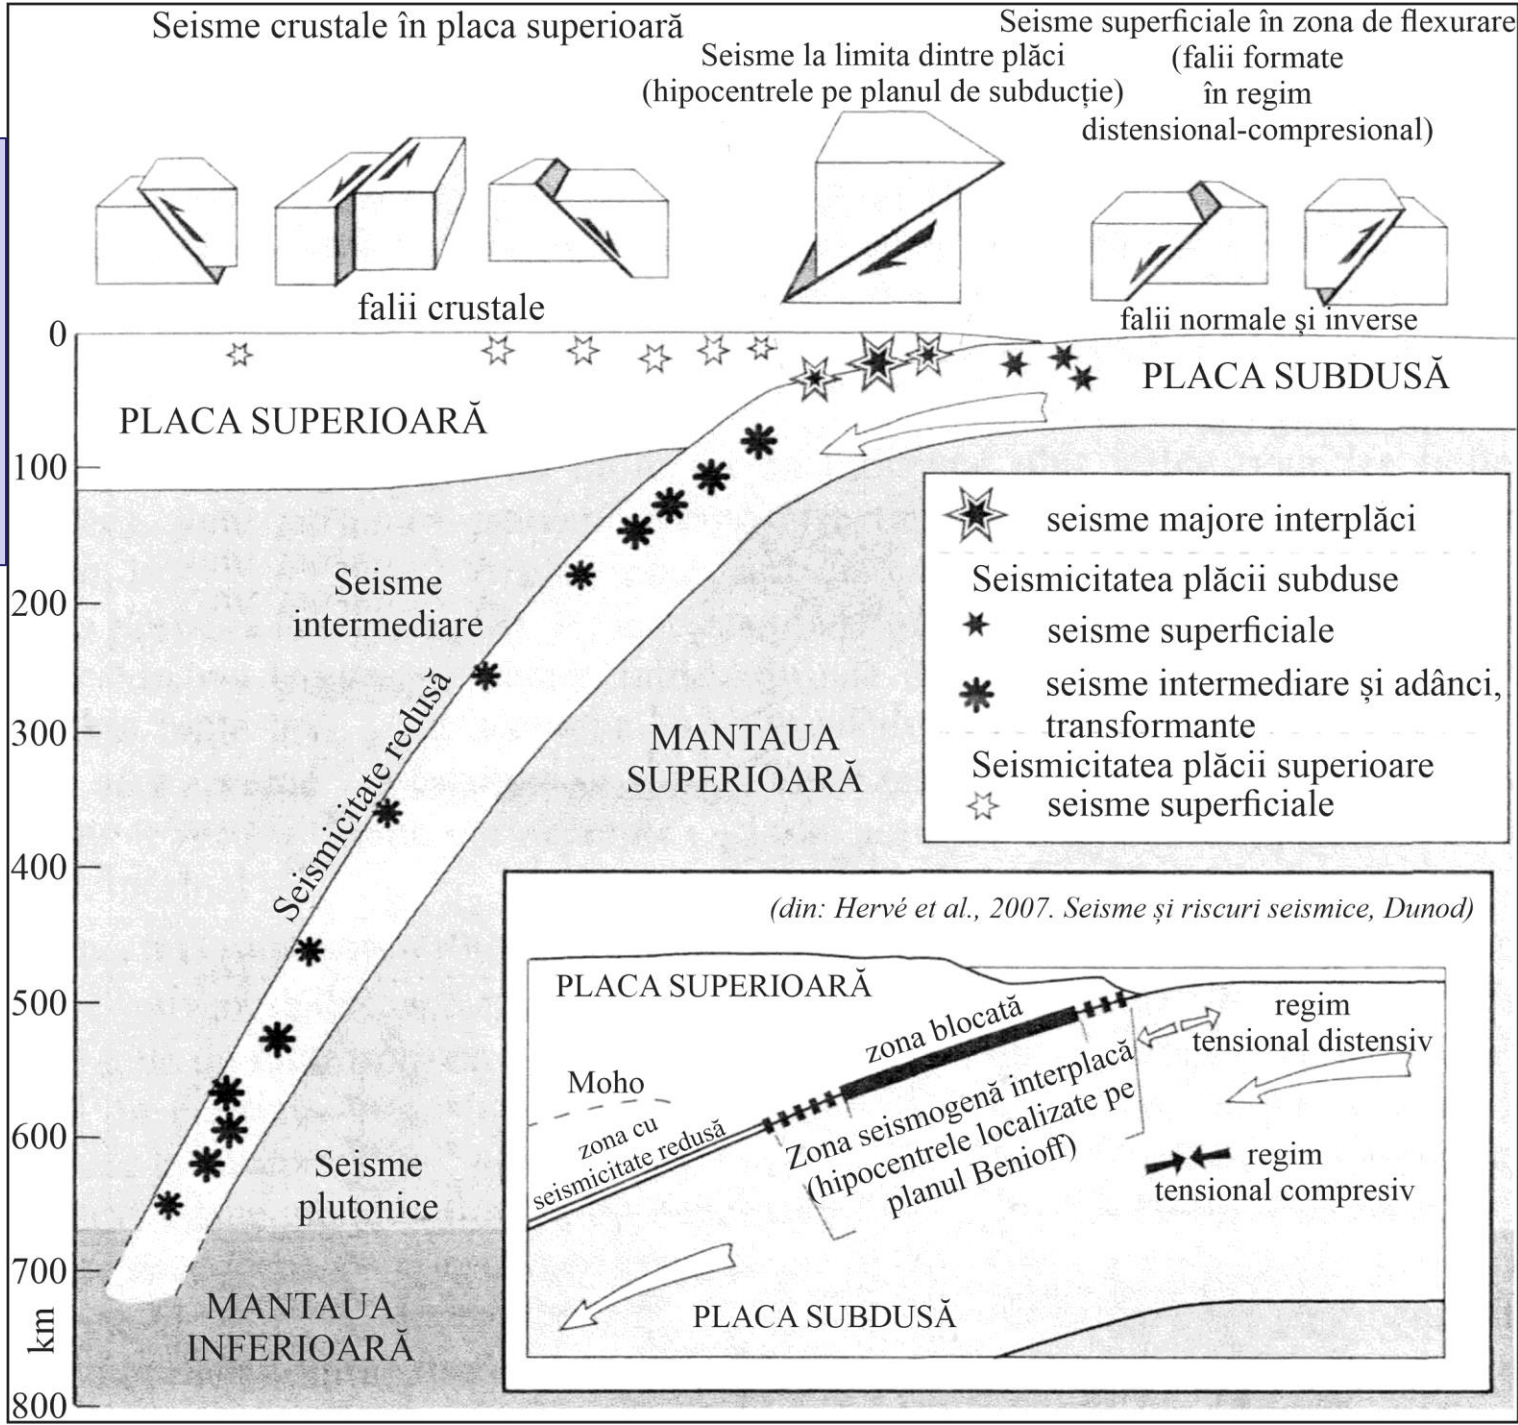 Seisme crustale în placa superioară
Seisme la limita dintre plăci
(hipocentrele pe planul de subducție)
Seisme superficiale în zona de flexurare
(falii formate
în regim
distensional-compresional)
falii crustale
falii normale și inverse
0
100
200
300
400
500
600
700
800
km
PLACA SUPERIOARĂ
PLACA SUBDUSĂ
Seisme
intermediare
Seismicitate redusă
MANTAUA
SUPERIOARĂ
Seisme
plutonice
MANTAUA
INFERIOARĂ
seisme majore interplăci
Seismicitatea plăcii subduse
seisme superficiale
seisme intermediare și adânci,
transformante
Seismicitatea plăcii superioare
seisme superficiale
(din: Hervé et al., 2007. Seisme și riscuri seismice, Dunod)
PLACA SUPERIOARĂ
zona blocată
regim
tensional distensiv
Moho
zona cu
seismicitate redusă
Zona seismogenă interplacă
(hipocentrele localizate pe
planul Benioff)
regim
tensional compresiv
PLACA SUBDUSĂ